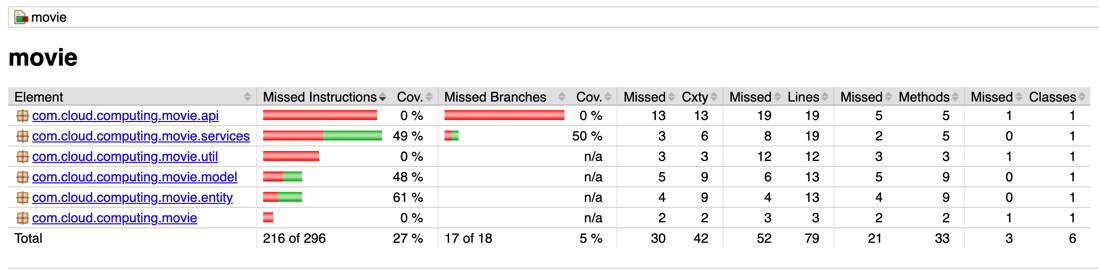 movie
movie
Element Missed Instructions Cov. Missed Branches Cov. Missed Cxty Missed Lines Missed Methods Missed Classes
com.cloud.computing.movie.api 0 % 0 % 13 13 19 19 5 5 1 1
com.cloud.computing.movie.services 49 % 50 % 3 6 8 19 2 5 0 1
com.cloud.computing.movie.util 0 % n/a 3 3 12 12 3 3 1 1
com.cloud.computing.movie.model 48 % n/a 5 9 6 13 5 9 0 1
com.cloud.computing.movie.entity 61 % n/a 4 9 4 13 4 9 0 1
com.cloud.computing.movie 0 % n/a 2 2 3 3 2 2 1 1
Total 216 of 296 27 % 17 of 18 5 % 30 42 52 79 21 33 3 6